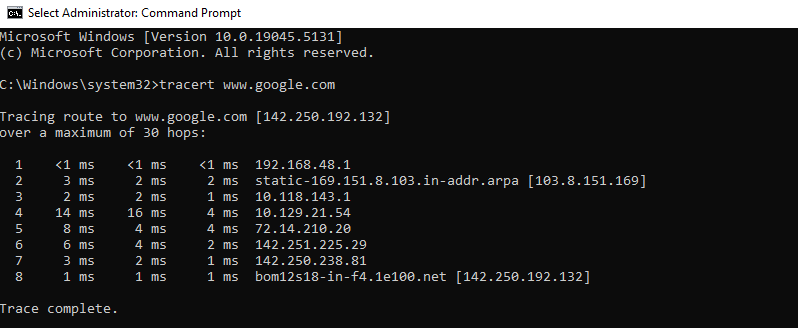 Select Administrator: Command Prompt
Microsoft Windows [Version 10.0.19045.5131]
(c) Microsoft Corporation. All rights reserved.
C:\Windows\system32>tracert www.google.com
Tracing route to www.google.com [142.250.192.132]
over a maximum of 30 hops:
1 <1 ms <1 ms <1 ms 192.168.48.1
2 3 ms 2 ms 2 ms static-169.151.8.103.in-addr.arpa [103.8.151.169]
3 2 ms 2 ms 1 ms 10.118.143.1
4 14 ms 16 ms 4 ms 10.129.21.54
5 8 ms 4 ms 4 ms 72.14.210.20
6 6 ms 4 ms 2 ms 142.251.225.29
7 3 ms 2 ms 1 ms 142.250.238.81
8 1 ms 1 ms 1 ms bom12s18-in-f4.1e100.net [142.250.192.132]
Trace complete.